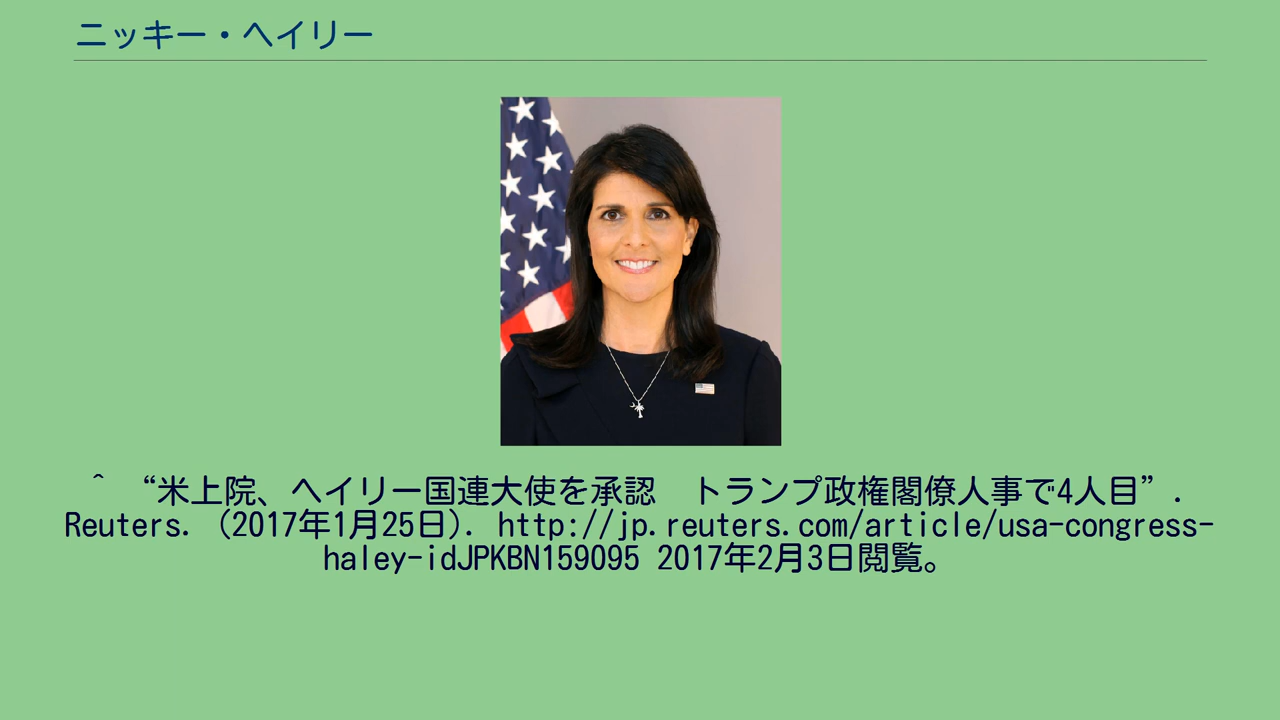 ニッキー・ヘイリー
^ “米上院、ヘイリー国連大使を承認　トランプ政権閣僚人事で4人目”.
Reuters. (2017年1月25日). http://jp.reuters.com/article/usa-congress-
haley-idJPKBN159095 2017年2月3日閲覧。